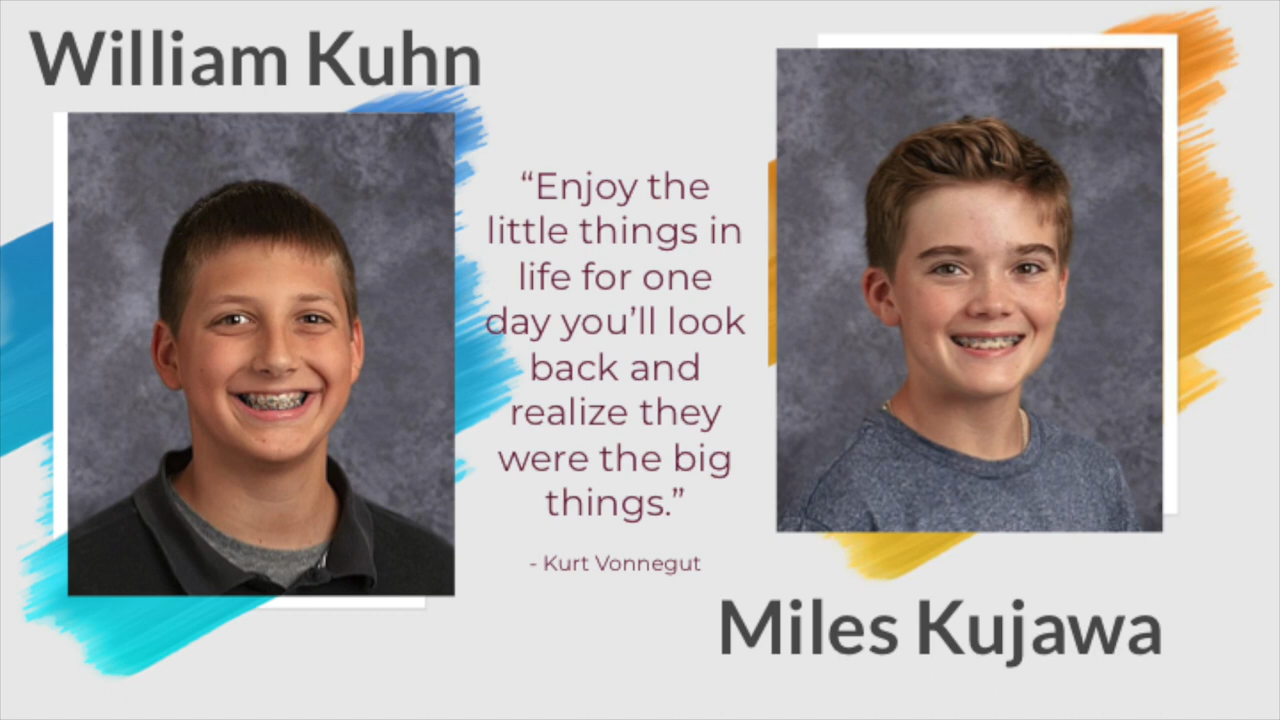 William Kuhn
“Enjoy the
little things in
life for one
day you’ll look
back and
realize they
were the big
things.”
- Kurt Vonnegut
Miles Kujawa